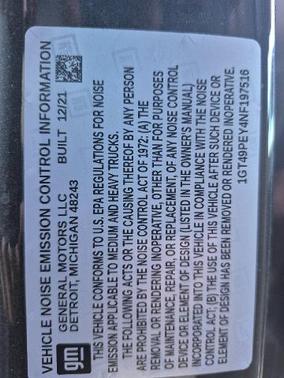 VEHICLE NOISE EMISSION CONTROL INFORMATION
gm
GENERAL MOTORS LLC BUILT 12/21
DETROIT, MICHIGAN 48243
THIS VEHICLE CONFORMS TO U.S. EPA REGULATIONS FOR NOISE
EMISSION APPLICABLE TO MEDIUM AND HEAVY TRUCKS.
THE FOLLOWING ACTS OR THE CAUSING THEREOF BY ANY PERSON
ARE PROHIBITED BY THE NOISE CONTROL ACT OF 1972: (A) THE
REMOVAL OR RENDERING INOPERATIVE, OTHER THAN FOR PURPOSES
OF MAINTENANCE, REPAIR, OR REPLACEMENT, OF ANY NOISE CONTROL
DEVICE OR ELEMENT OF DESIGN (LISTED IN THE OWNER'S MANUAL)
INCORPORATED INTO THIS VEHICLE IN COMPLIANCE WITH THE NOISE
CONTROL ACT; (B) THE USE OF THIS VEHICLE AFTER SUCH DEVICE OR
ELEMENT OF DESIGN HAS BEEN REMOVED OR RENDERED INOPERATIVE.
1GT49PEY4NF197516